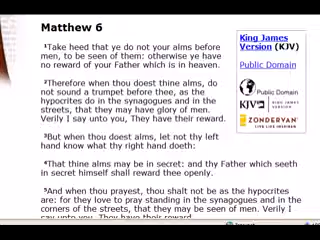 Matthew 6
¹Take heed that ye do not your alms before
men, to be seen of them: otherwise ye have
no reward of your Father which is in heaven.
²Therefore when thou doest thine alms, do
not sound a trumpet before thee, as the
hypocrites do in the synagogues and in the
streets, that they may have glory of men.
Verily I say unto you, They have their reward.
³But when thou doest alms, let not thy left
hand know what thy right hand doeth:
⁴That thine alms may be in secret: and thy Father which seeth
in secret himself shall reward thee openly.
⁵And when thou prayest, thou shalt not be as the hypocrites
are: for they love to pray standing in the synagogues and in the
corners of the streets, that they may be seen of men. Verily I
say unto you, They have their reward.
King James
Version (KJV)
Public Domain
Public Domain
KJV
KING JAMES
VERSION
ZONDERVAN
LIVE LIFE INSPIRED